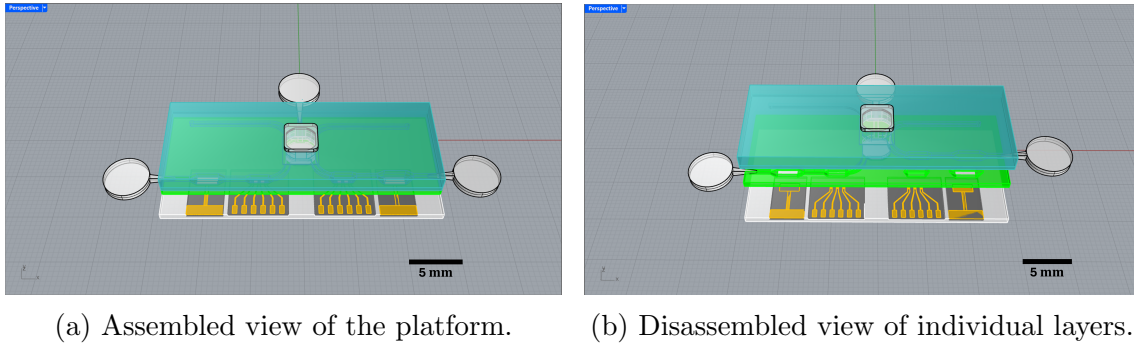 Perspective
Perspective
y
x
5 mm
y
x
5 mm
(a) Assembled view of the platform.
(b) Disassembled view of individual layers.